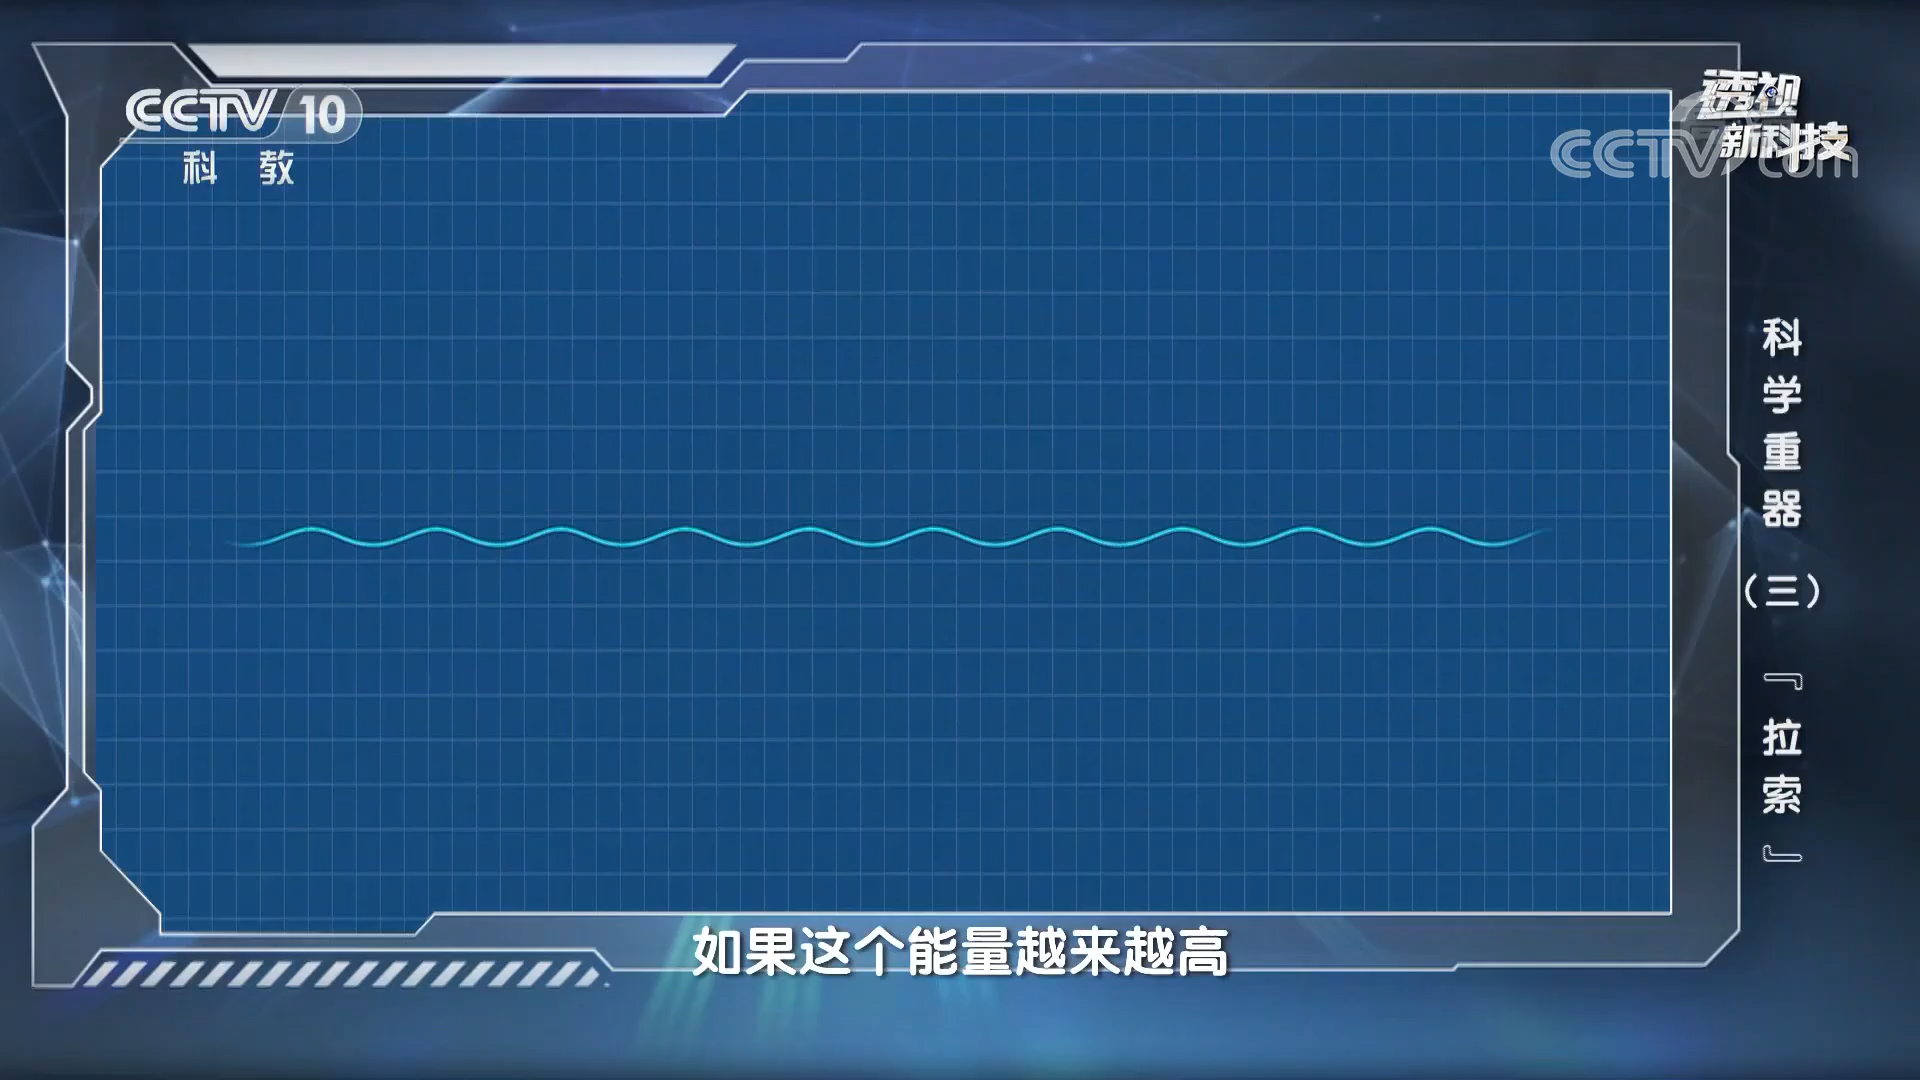 CCTV 10
科 教
透视
新科技
CCTV.com
科学重器(三)『拉索』
如果这个能量越来越高